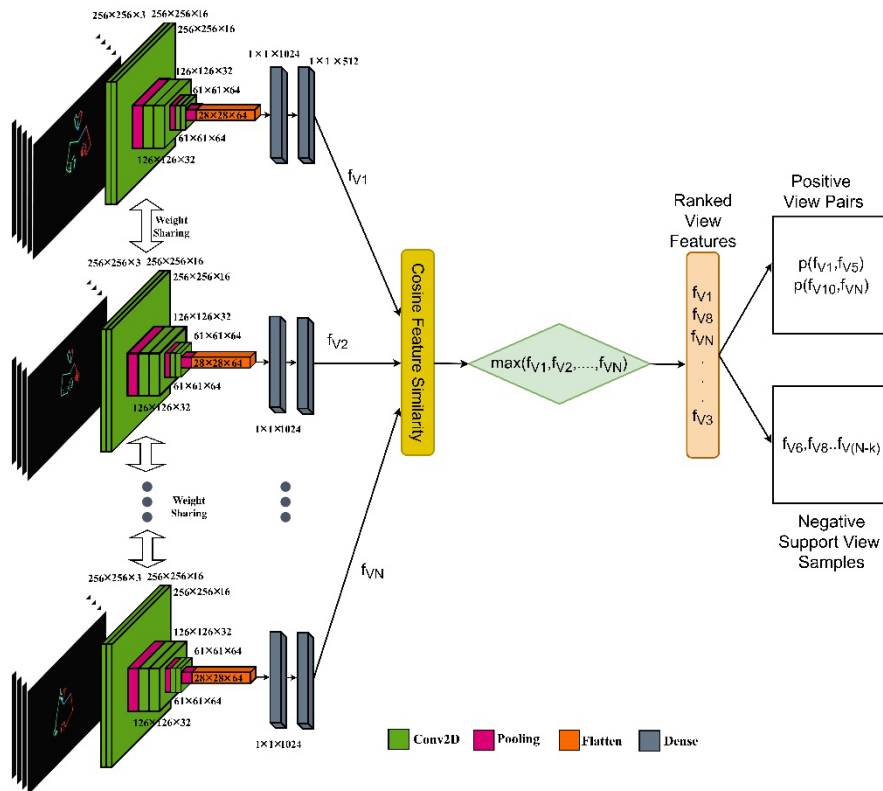 256×256×3 256×256×16
256×256×16
126×126×32
61×61×64
28×28×64
61×61×64
126×126×32
1×1×1024
1×1×512
fV1
Weight
Sharing
256×256×3 256×256×16
256×256×16
126×126×32
61×61×64
28×28×64
61×61×64
126×126×32
1×1×1024
fV2
Weight
Sharing
256×256×3 256×256×16
256×256×16
126×126×32
61×61×64
28×28×64
61×61×64
126×126×32
1×1×1024
fVN
Cosine Feature Similarity
max(fV1,fV2,....,fVN)
Ranked
View
Features
fV1
fV8
fVN
.
.
.
fV3
Positive
View Pairs
p(fV1,fV5)
p(fV10,fVN)
fV6,fV8..fV(N-k)
Negative
Support View
Samples
Conv2D
Pooling
Flatten
Dense